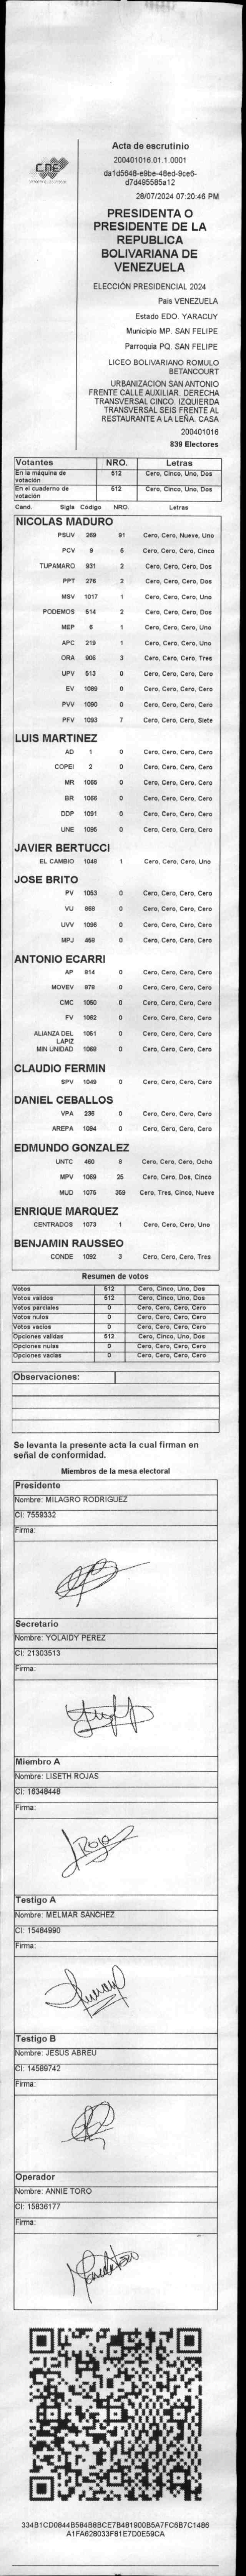 CNE
Acta de escrutinio
200401016.01.1.0001
da1d5648-e9be-48ed-9ce6-
d7d495585a12
28/07/2024 07:20:46 PM
PRESIDENTA O
PRESIDENTE DE LA
REPUBLICA
BOLIVARIANA DE
VENEZUELA
ELECCIÓN PRESIDENCIAL 2024
Pais VENEZUELA
Estado EDO. YARACUY
Municipio MP. SAN FELIPE
Parroquia PQ. SAN FELIPE
LICEO BOLIVARIANO ROMULO
BETANCOURT
URBANIZACION SAN ANTONIO
FRENTE CALLE AUXILIAR. DERECHA
TRANSVERSAL CINCO. IZQUIERDA
TRANSVERSAL SEIS FRENTE AL
RESTAURANTE A LA LEÑA. CASA
200401016
839 Electores
Votantes NRO. Letras
En la máquina de votación 512 Cero, Cinco, Uno, Dos
En el cuaderno de votación 512 Cero, Cinco, Uno, Dos
Cand. Sigls Código NRO. Letras
NICOLAS MADURO
PSUV 269 91 Cero, Cero, Nueve, Uno
PCV 9 5 Cero, Cero, Cero, Cinco
TUPAMARO 931 2 Cero, Cero, Cero, Dos
PPT 276 2 Cero, Cero, Cero, Dos
MSV 1017 1 Cero, Cero, Cero, Uno
PODEMOS 514 2 Cero, Cero, Cero, Dos
MEP 6 1 Cero, Cero, Cero, Uno
APC 219 1 Cero, Cero, Cero, Uno
ORA 906 3 Cero, Cero, Cero, Tres
UPV 513 0 Cero, Cero, Cero, Cero
EV 1089 0 Cero, Cero, Cero, Cero
PVV 1090 0 Cero, Cero, Cero, Cero
PFV 1093 7 Cero, Cero, Cero, Siete
LUIS MARTINEZ
AD 1 0 Cero, Cero, Cero, Cero
COPEI 2 0 Cero, Cero, Cero, Cero
MR 1065 0 Cero, Cero, Cero, Cero
BR 1066 0 Cero, Cero, Cero, Cero
DDP 1091 0 Cero, Cero, Cero, Cero
UNE 1095 0 Cero, Cero, Cero, Cero
JAVIER BERTUCCI
EL CAMBIO 1048 1 Cero, Cero, Cero, Uno
JOSE BRITO
PV 1053 0 Cero, Cero, Cero, Cero
VU 868 0 Cero, Cero, Cero, Cero
UVV 1096 0 Cero, Cero, Cero, Cero
MPJ 459 0 Cero, Cero, Cero, Cero
ANTONIO ECARRI
AP 814 0 Cero, Cero, Cero, Cero
MOVEV 878 0 Cero, Cero, Cero, Cero
CMC 1050 0 Cero, Cero, Cero, Cero
FV 1062 0 Cero, Cero, Cero, Cero
ALIANZA DEL LAPIZ 1051 0 Cero, Cero, Cero, Cero
MIN UNIDAD 1058 0 Cero, Cero, Cero, Cero
CLAUDIO FERMIN
SPV 1049 0 Cero, Cero, Cero, Cero
DANIEL CEBALLOS
VPA 236 0 Cero, Cero, Cero, Cero
AREPA 1094 0 Cero, Cero, Cero, Cero
EDMUNDO GONZALEZ
UNTC 460 8 Cero, Cero, Cero, Ocho
MPV 1069 25 Cero, Cero, Dos, Cinco
MUD 1075 359 Cero, Tres, Cinco, Nueve
ENRIQUE MARQUEZ
CENTRADOS 1073 1 Cero, Cero, Cero, Uno
BENJAMIN RAUSSEO
CONDE 1092 3 Cero, Cero, Cero, Tres
Resumen de votos
Votos 512 Cero, Cinco, Uno, Dos
Votos validos 512 Cero, Cinco, Uno, Dos
Votos parciales 0 Cero, Cero, Cero, Cero
Votos nulos 0 Cero, Cero, Cero, Cero
Votos vacios 0 Cero, Cero, Cero, Cero
Opciones validas 512 Cero, Cinco, Uno, Dos
Opciones nulas 0 Cero, Cero, Cero, Cero
Opciones vacias 0 Cero, Cero, Cero, Cero
Observaciones:
Se levanta la presente acta la cual firman en
señal de conformidad.
Miembros de la mesa electoral
Presidente
Nombre: MILAGRO RODRIGUEZ
CI: 7559332
Firma:
Secretario
Nombre: YOLAIDY PEREZ
CI: 21303513
Firma:
Miembro A
Nombre: LISETH ROJAS
CI: 16348448
Firma:
Testigo A
Nombre: MELMAR SANCHEZ
CI: 15484990
Firma:
Testigo B
Nombre: JESUS ABREU
CI: 14589742
Firma:
Operador
Nombre: ANNIE TORO
CI: 15836177
Firma:
334B1CD0844B584B8BCE7B481900B5A7FC6B7C1486
A1FA628033F81E7D0E59CA